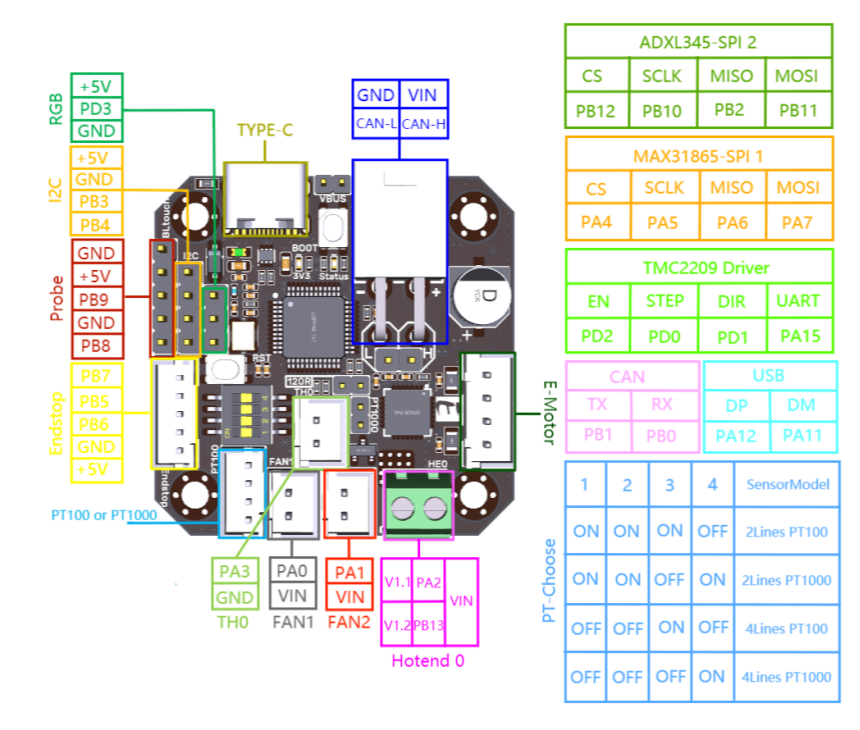 ADXL345-SPI 2
CS SCLK MISO MOSI
PB12 PB10 PB2 PB11
MAX31865-SPI 1
CS SCLK MISO MOSI
PA4 PA5 PA6 PA7
TMC2209 Driver
EN STEP DIR UART
PD2 PD0 PD1 PA15
CAN USB
TX RX DP DM
PB1 PB0 PA12 PA11
PT-Choose
1 2 3 4 SensorModel
ON ON ON OFF 2Lines PT100
ON ON OFF ON 2Lines PT1000
OFF OFF ON OFF 4Lines PT100
OFF OFF OFF ON 4Lines PT1000
RGB
+5V
PD3
GND
I2C
+5V
GND
PB3
PB4
Probe
GND
+5V
PB9
GND
PB8
Endstop
PB7
PB5
PB6
GND
+5V
PT100 or PT1000
TYPE-C
GND VIN
CAN-L CAN-H
E-Motor
PA3
GND
TH0
PA0
VIN
FAN1
PA1
VIN
FAN2
V1.1 PA2
VIN
V1.2 PB13
Hotend 0
BLtouch
I2C
VBUS
BOOT
3V3 Status
- +
D
RST
L H
120R
TH0
PT1000
ON
1 2 3 4
E
PT100
FAN1
HE0
Endstop